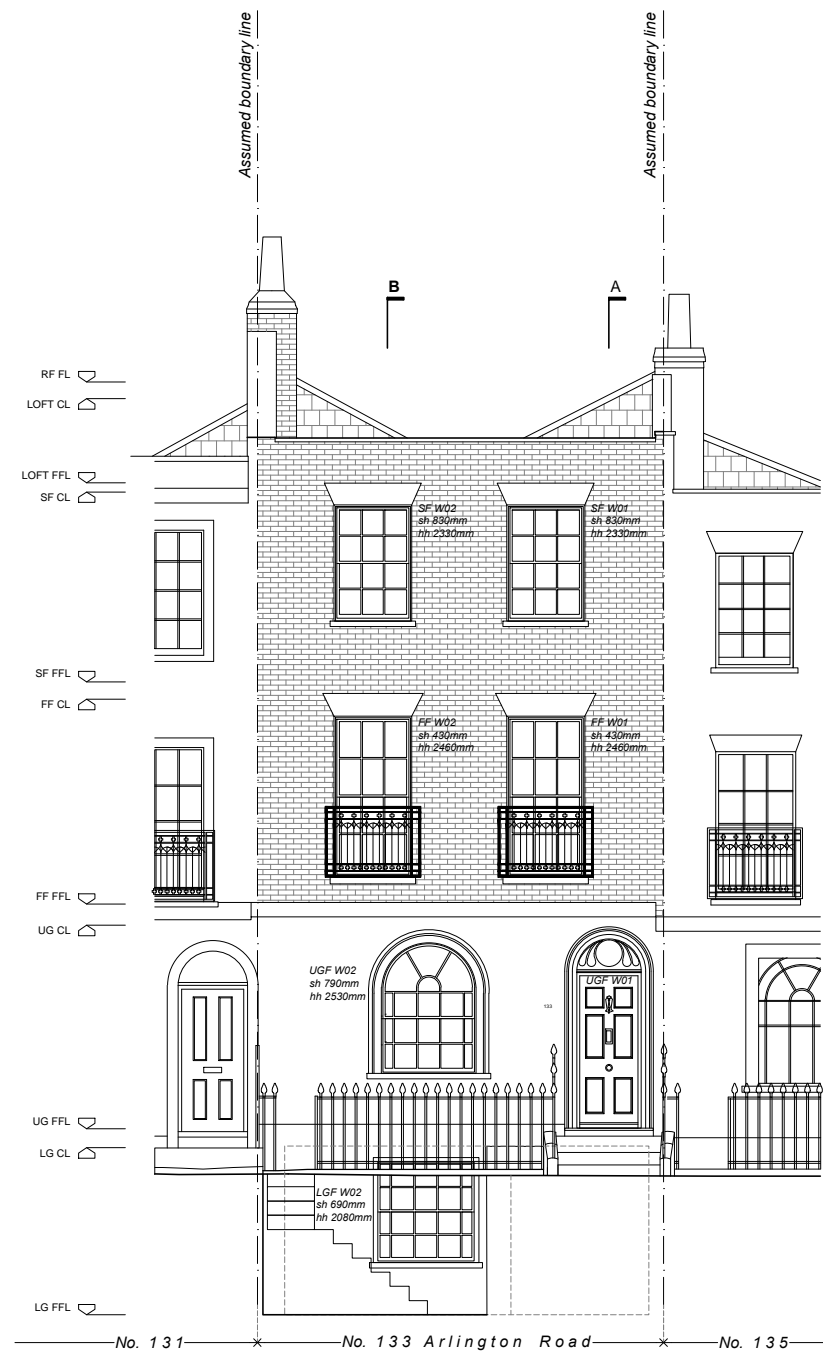 Assumed boundary line
Assumed boundary line
B
A
RF FL
LOFT CL
LOFT FFL
SF CL
SF W02
sh 830mm
hh 2330mm
SF W01
sh 830mm
hh 2330mm
SF FFL
FF CL
FF W02
sh 430mm
hh 2460mm
FF W01
sh 430mm
hh 2460mm
FF FFL
UG CL
UGF W02
sh 790mm
hh 2530mm
UGF W01
133
UG FFL
LG CL
LGF W02
sh 690mm
hh 2080mm
LG FFL
No. 131
No. 133 Arlington Road
No. 135